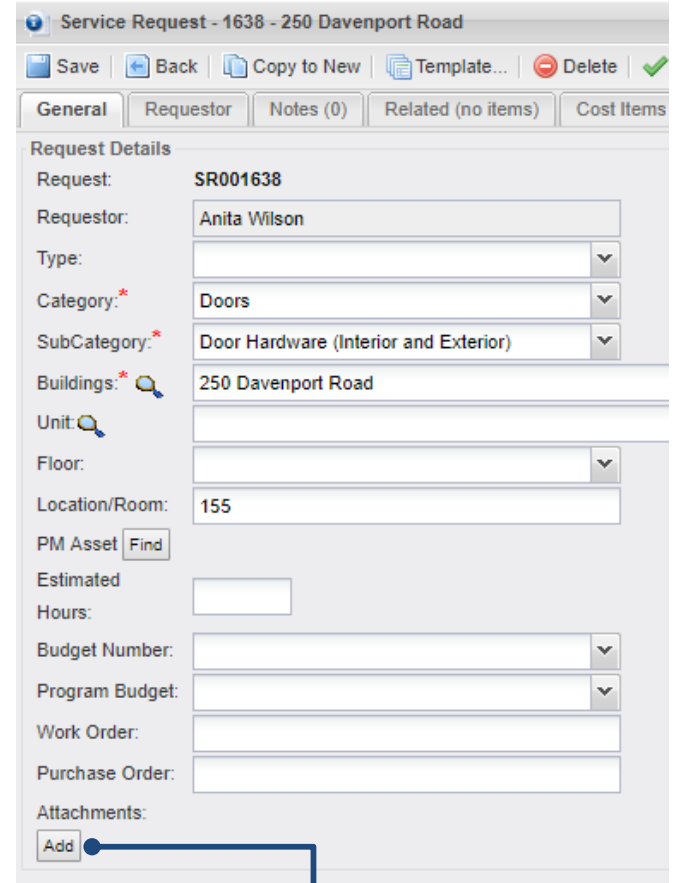 Service Request - 1638 - 250 Davenport Road
Save Back Copy to New Template... Delete
General Requestor Notes (0) Related (no items) Cost Items
Request Details
Request: SR001638
Requestor: Anita Wilson
Type:
Category:* Doors
SubCategory:* Door Hardware (Interior and Exterior)
Buildings:* 250 Davenport Road
Unit:
Floor:
Location/Room: 155
PM Asset Find
Estimated
Hours:
Budget Number:
Program Budget:
Work Order:
Purchase Order:
Attachments:
Add